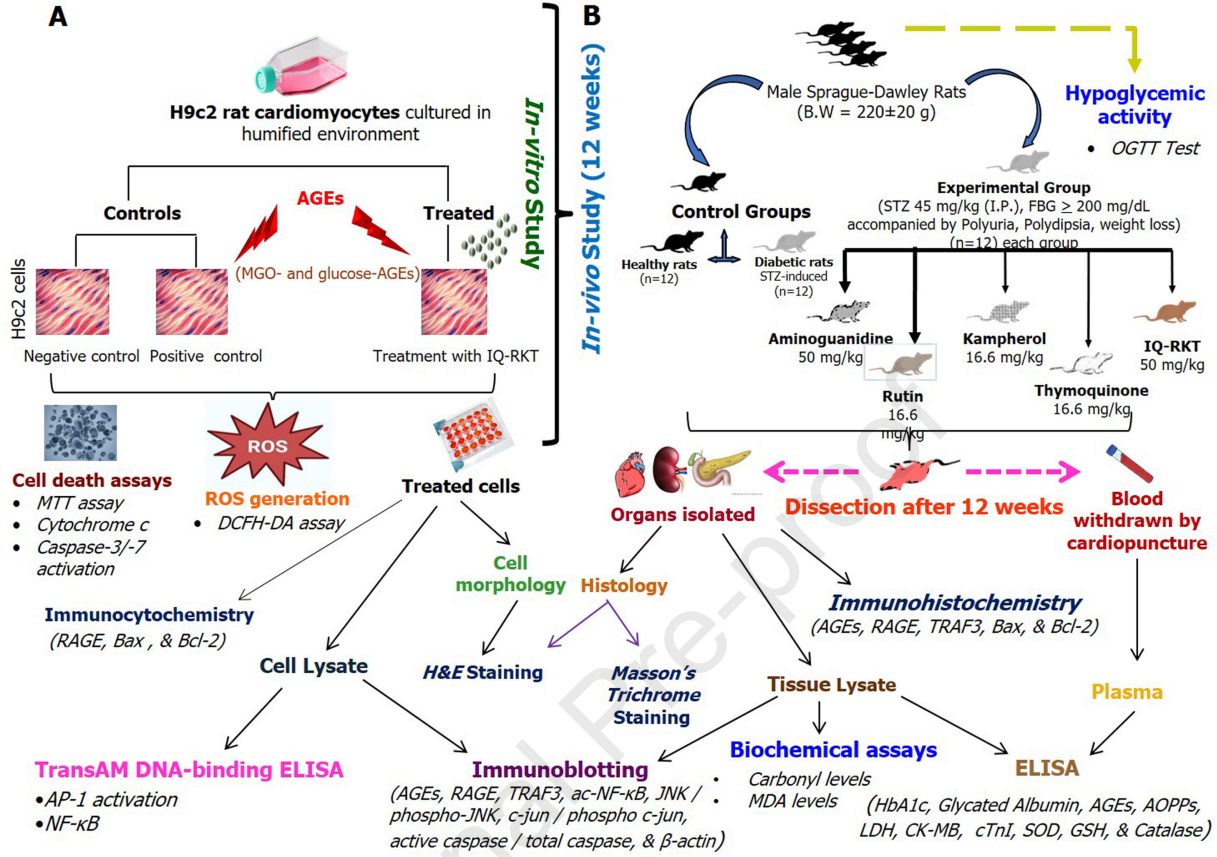 A
H9c2 rat cardiomyocytes cultured in
humified environment
Controls
AGEs
Treated
(MGO- and glucose-AGEs)
H9c2 cells
Negative control
Positive control
Treatment with IQ-RKT
In-vitro Study
In-vivo Study (12 weeks)
ROS
Cell death assays
• MTT assay
• Cytochrome c
• Caspase-3/-7
activation
ROS generation
• DCFH-DA assay
Treated cells
Cell
morphology
Immunocytochemistry
(RAGE, Bax , & Bcl-2)
Cell Lysate
H&E Staining
TransAM DNA-binding ELISA
•AP-1 activation
•NF-κB
B
Male Sprague-Dawley Rats
(B.W = 220±20 g)
Hypoglycemic
activity
• OGTT Test
Control Groups
Healthy rats
(n=12)
Diabetic rats
STZ-induced
(n=12)
Experimental Group
(STZ 45 mg/kg (I.P.), FBG ≥ 200 mg/dL
accompanied by Polyuria, Polydipsia, weight loss)
(n=12) each group
Aminoguanidine
50 mg/kg
Rutin
16.6
mg/kg
Kampherol
16.6 mg/kg
Thymoquinone
16.6 mg/kg
IQ-RKT
50 mg/kg
Organs isolated
Dissection after 12 weeks
Blood
withdrawn by
cardiopuncture
Histology
Masson's
Trichrome
Staining
Immunohistochemistry
(AGEs, RAGE, TRAF3, Bax, & Bcl-2)
Tissue Lysate
Plasma
Immunoblotting
(AGEs, RAGE, TRAF3, ac-NF-κB, JNK /
phospho-JNK, c-jun / phospho c-jun,
active caspase / total caspase, & β-actin)
Biochemical assays
• Carbonyl levels
• MDA levels
ELISA
(HbA1c, Glycated Albumin, AGEs, AOPPs,
LDH, CK-MB, cTnI, SOD, GSH, & Catalase)
nal Pre-proof